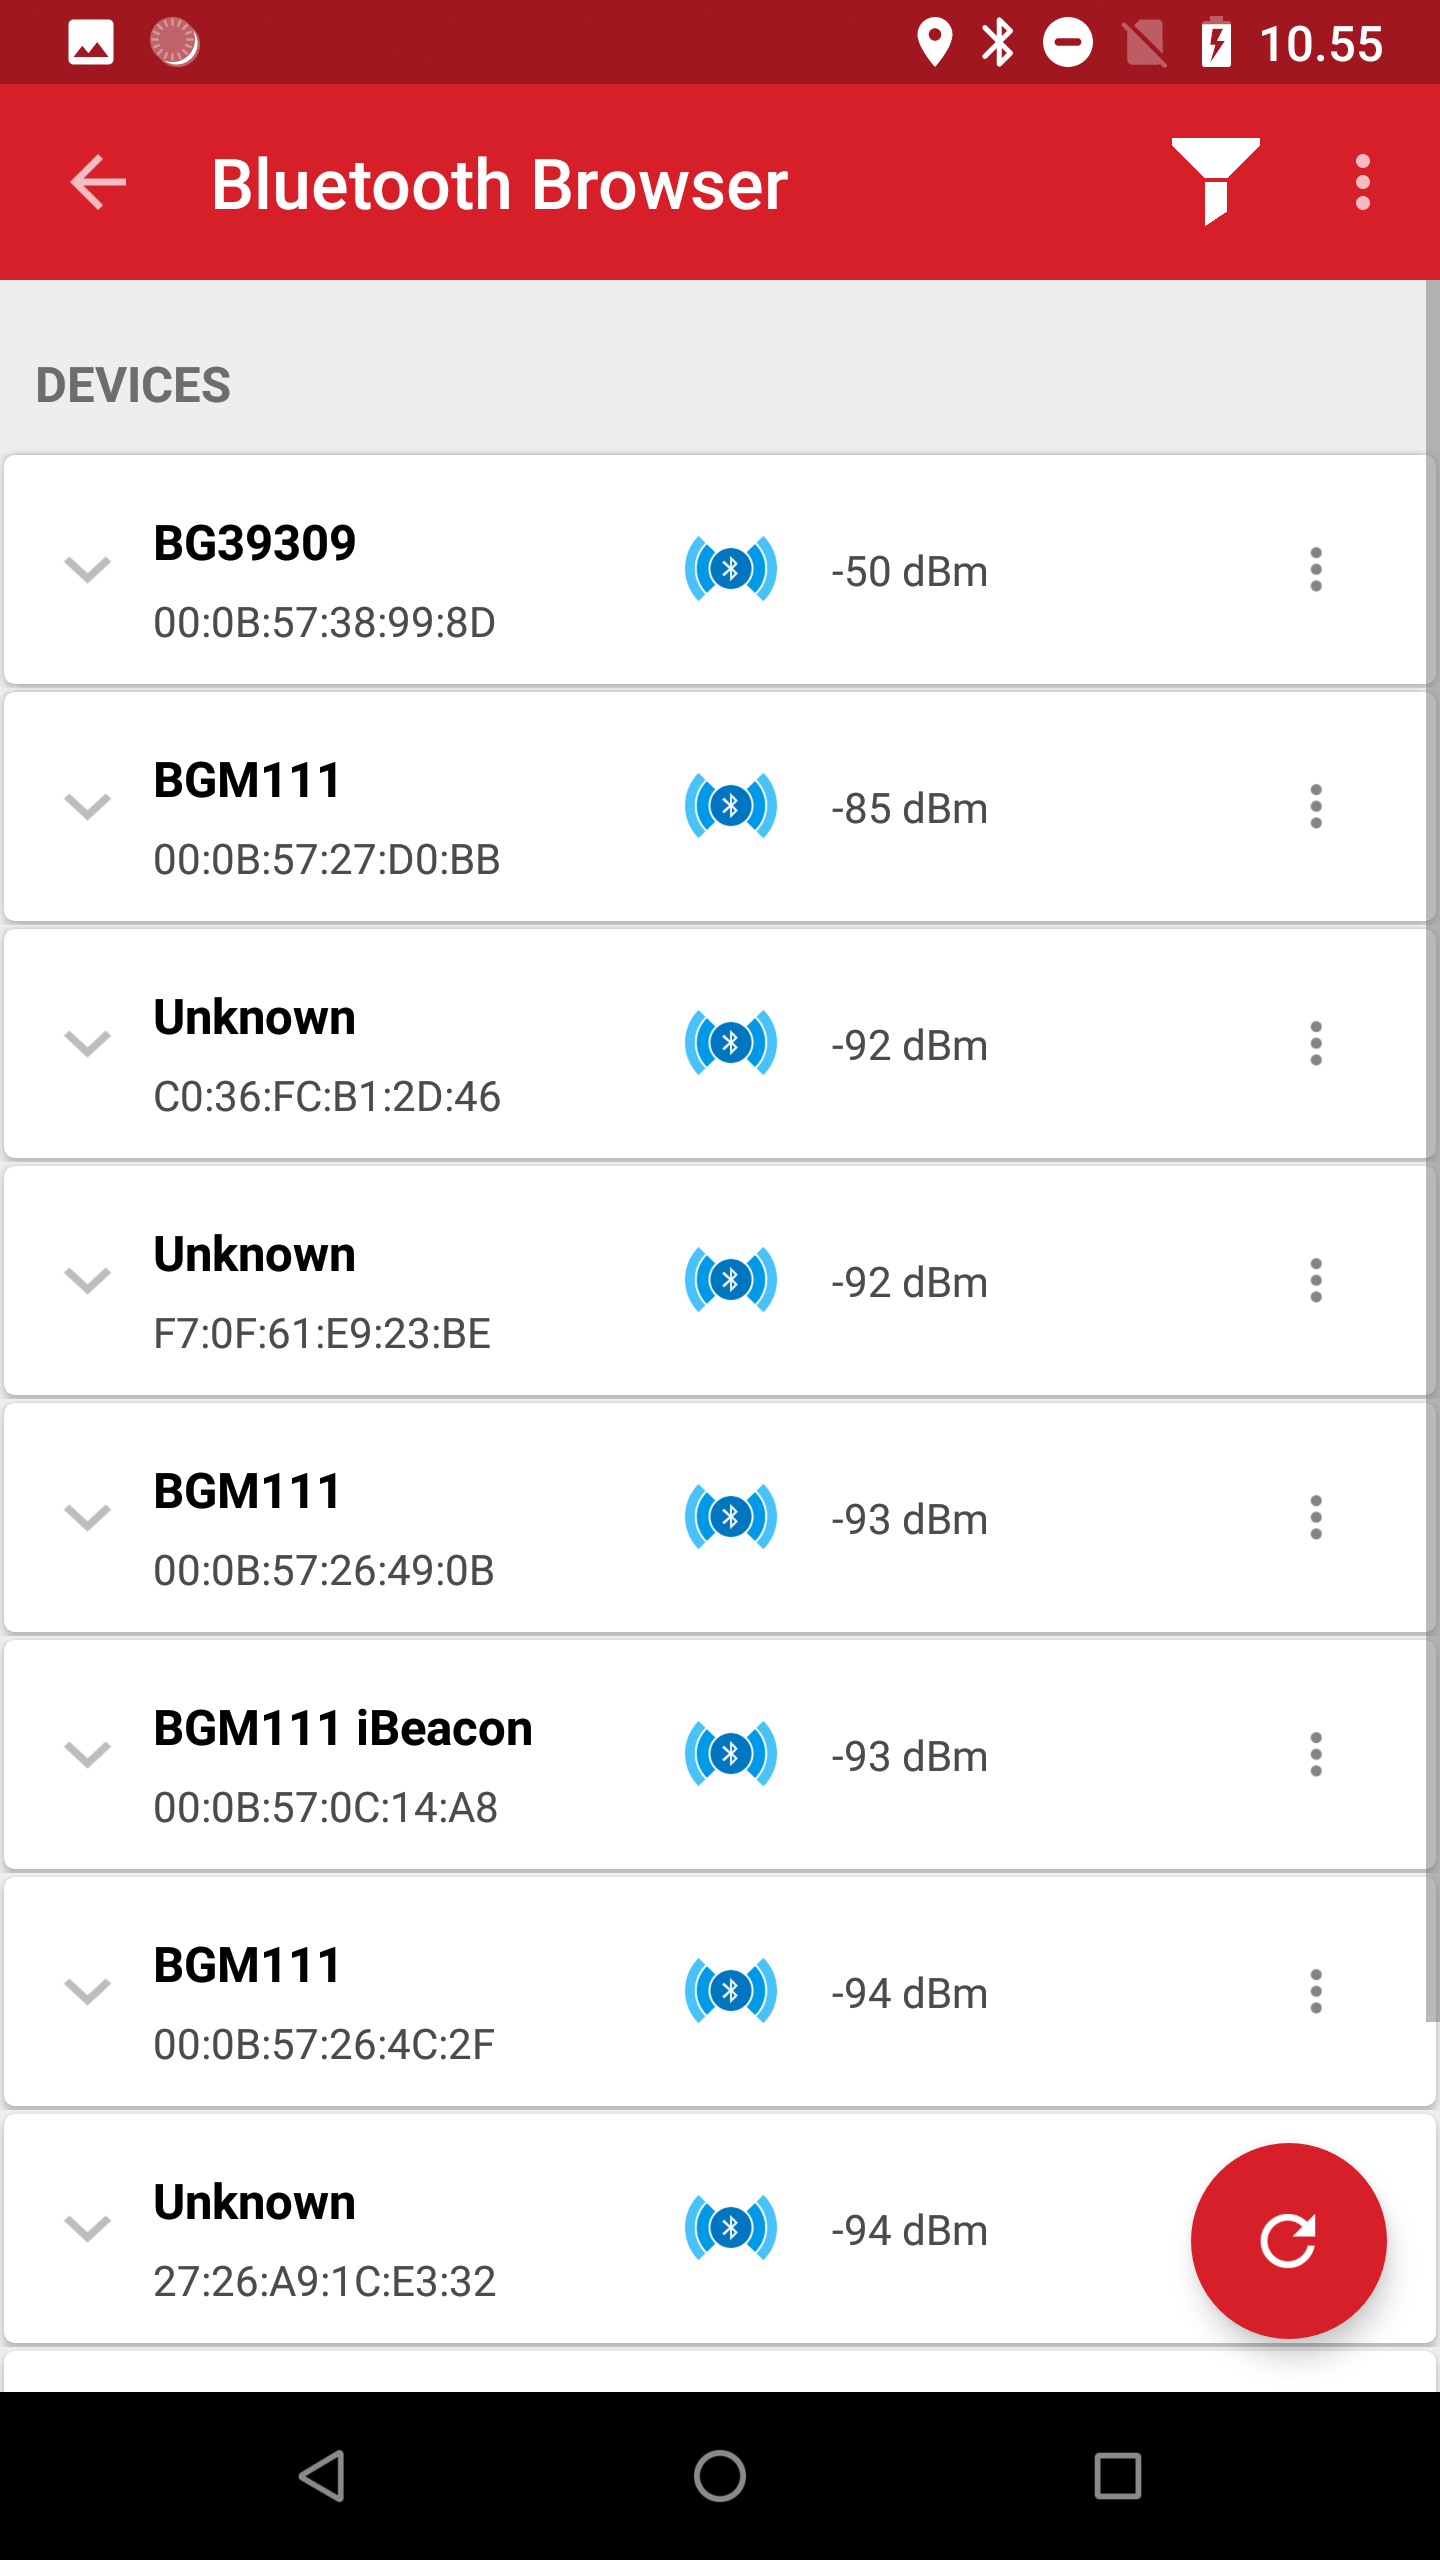 10.55
Bluetooth Browser
DEVICES
BG39309
00:0B:57:38:99:8D
-50 dBm
BGM111
00:0B:57:27:D0:BB
-85 dBm
Unknown
C0:36:FC:B1:2D:46
-92 dBm
Unknown
F7:0F:61:E9:23:BE
-92 dBm
BGM111
00:0B:57:26:49:0B
-93 dBm
BGM111 iBeacon
00:0B:57:0C:14:A8
-93 dBm
BGM111
00:0B:57:26:4C:2F
-94 dBm
Unknown
27:26:A9:1C:E3:32
-94 dBm